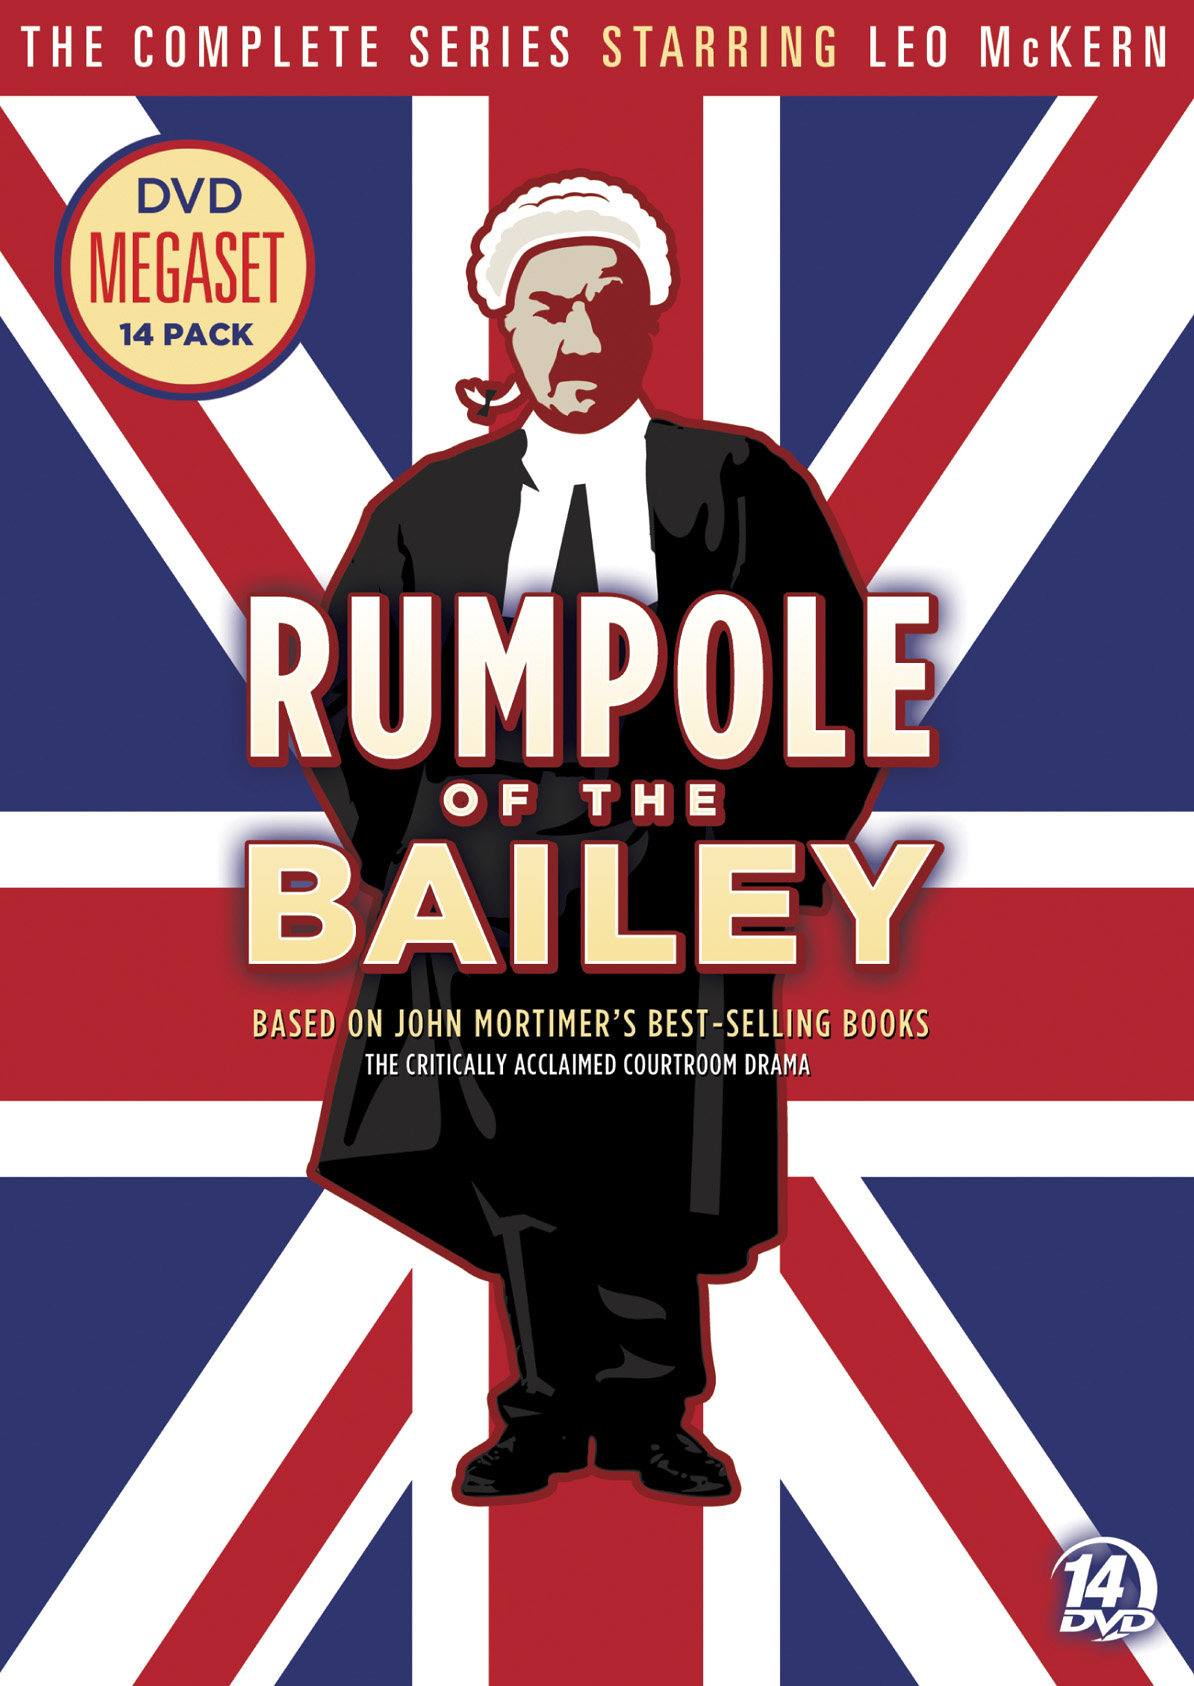 THE COMPLETE SERIES STARRING LEO McKERN
DVD
MEGASET
14 PACK
RUMPOLE
OF THE
BAILEY
BASED ON JOHN MORTIMER'S BEST-SELLING BOOKS
THE CRITICALLY ACCLAIMED COURTROOM DRAMA
14
DVD